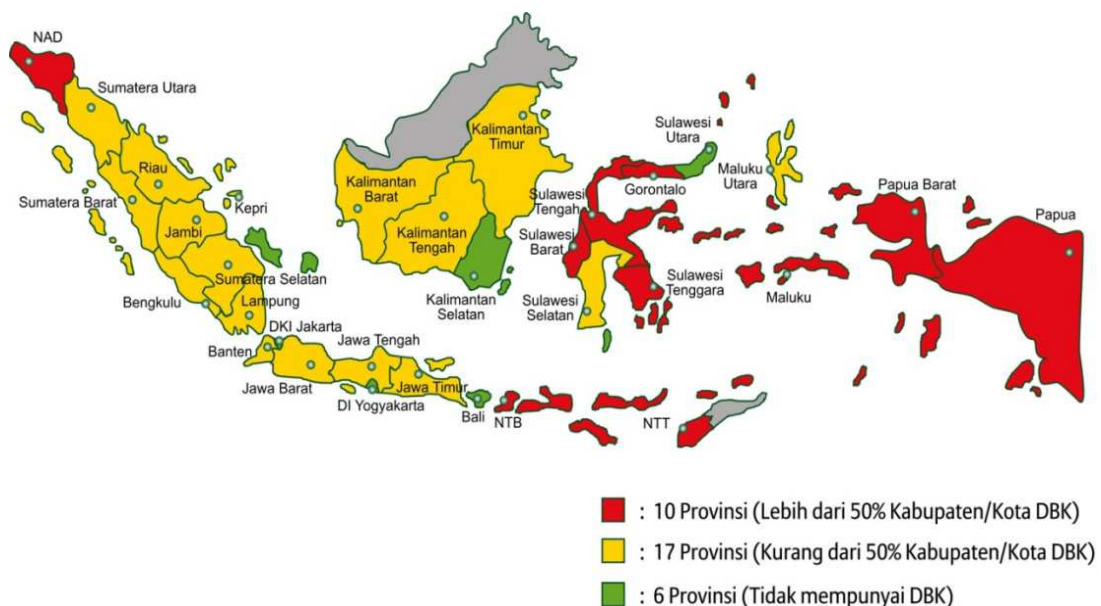 NAD
Sumatera Utara
Riau
Sumatera Barat
Kepri
Jambi
Sumatera Selatan
Bengkulu
Lampung
DKI Jakarta
Banten
Jawa Tengah
Jawa Barat
Jawa Timur
DI Yogyakarta
Bali
NTB
NTT
Kalimantan
Timur
Kalimantan
Barat
Kalimantan
Tengah
Kalimantan
Selatan
Sulawesi
Utara
Gorontalo
Sulawesi
Tengah
Sulawesi
Barat
Sulawesi
Tenggara
Sulawesi
Selatan
Maluku
Utara
Maluku
Papua Barat
Papua
: 10 Provinsi (Lebih dari 50% Kabupaten/Kota DBK)
: 17 Provinsi (Kurang dari 50% Kabupaten/Kota DBK)
: 6 Provinsi (Tidak mempunyai DBK)